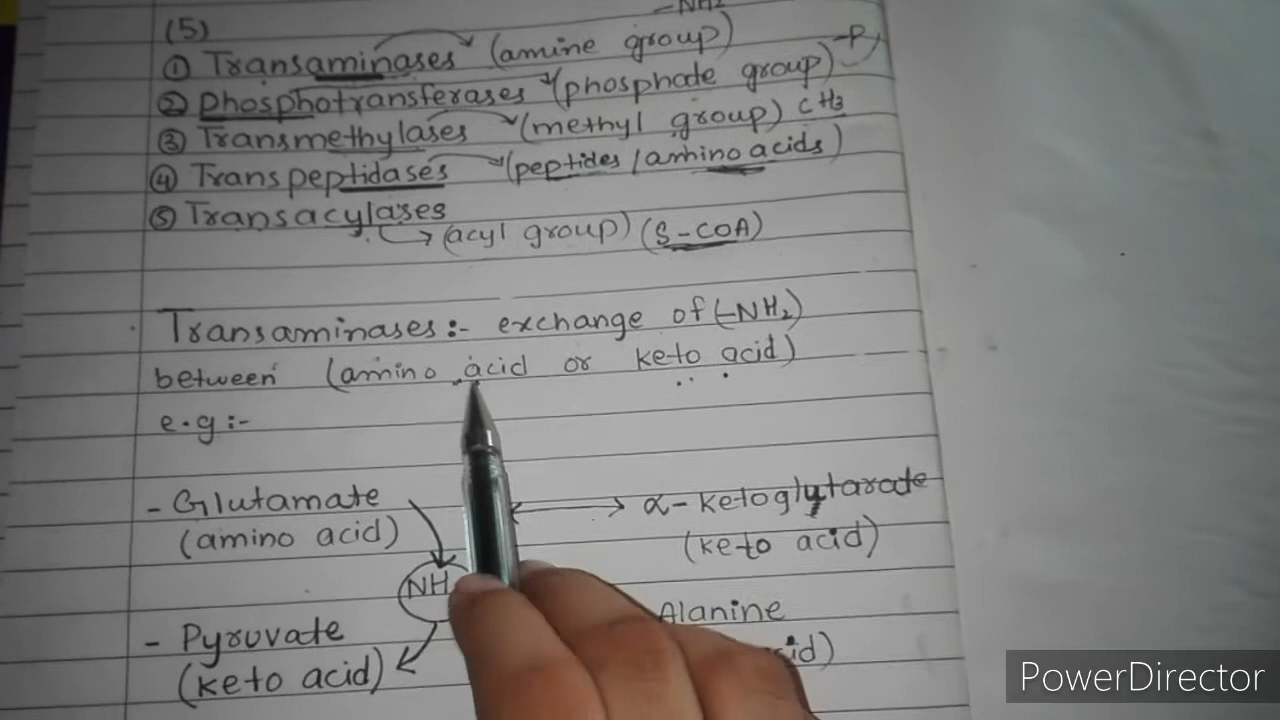 -NH2
(5)
① Transaminases (amine group)
② Phosphotransferases (phosphate group) -P
③ Transmethylases (methyl group) CH3
④ Transpeptidases (peptides / amino acids)
⑤ Transacylases
(acyl group) (S-COA)
Transaminases:- exchange of (-NH2)
between (amino acid or keto acid)
e.g:-
- Glutamate ⟷ α-ketoglutarate
(amino acid) (keto acid)
NH
- Pyruvate Alanine
(keto acid)
PowerDirector